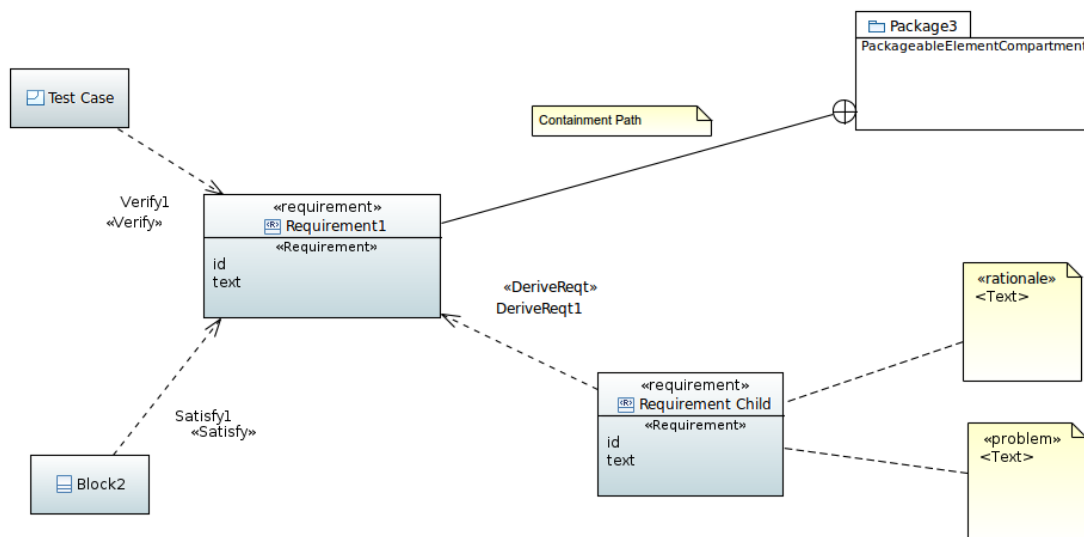 Package3
PackageableElementCompartment
Test Case
Containment Path
Verify1
«Verify»
«requirement»
Requirement1
«Requirement»
id
text
«DeriveReqt»
DeriveReqt1
«rationale»
<Text>
«requirement»
Requirement Child
«Requirement»
id
text
Satisfy1
«Satisfy»
«problem»
<Text>
Block2